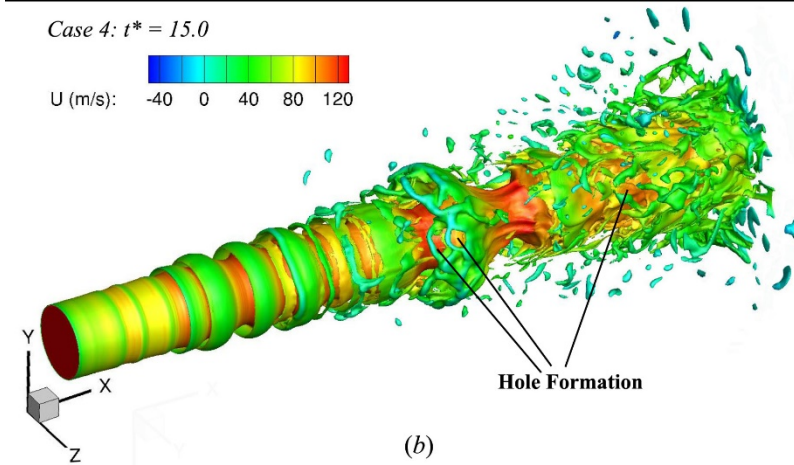 Case 4: t* = 15.0
U (m/s): -40 0 40 80 120
Y
X
Z
Hole Formation
(b)